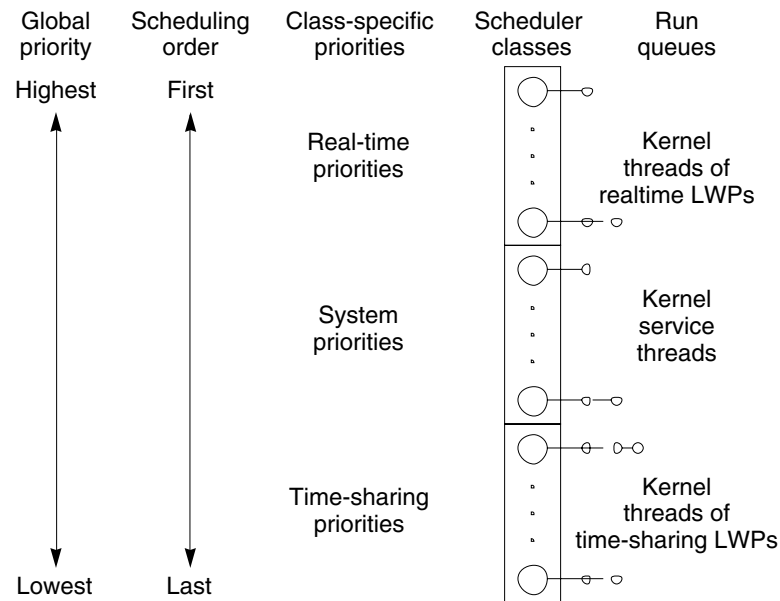 Global priority
Scheduling order
Class-specific priorities
Scheduler classes
Run queues
Highest
First
Real-time priorities
Kernel threads of realtime LWPs
System priorities
Kernel service threads
Time-sharing priorities
Kernel threads of time-sharing LWPs
Lowest
Last